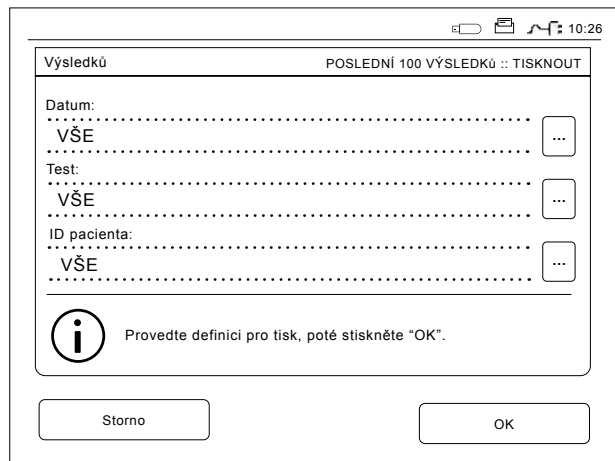 10:26
Výsledků POSLEDNÍ 100 VÝSLEDKů :: TISKNOUT
Datum:
VŠE
...
Test:
VŠE
...
ID pacienta:
VŠE
...
Provedte definici pro tisk, poté stiskněte “OK”.
Storno OK